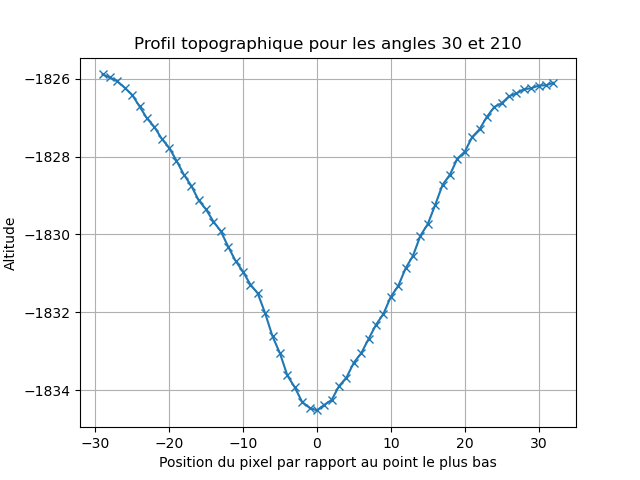 Profil topographique pour les angles 30 et 210
−1826
−1828
−1830
−1832
−1834
Altitude
−30 −20 −10 0 10 20 30
Position du pixel par rapport au point le plus bas